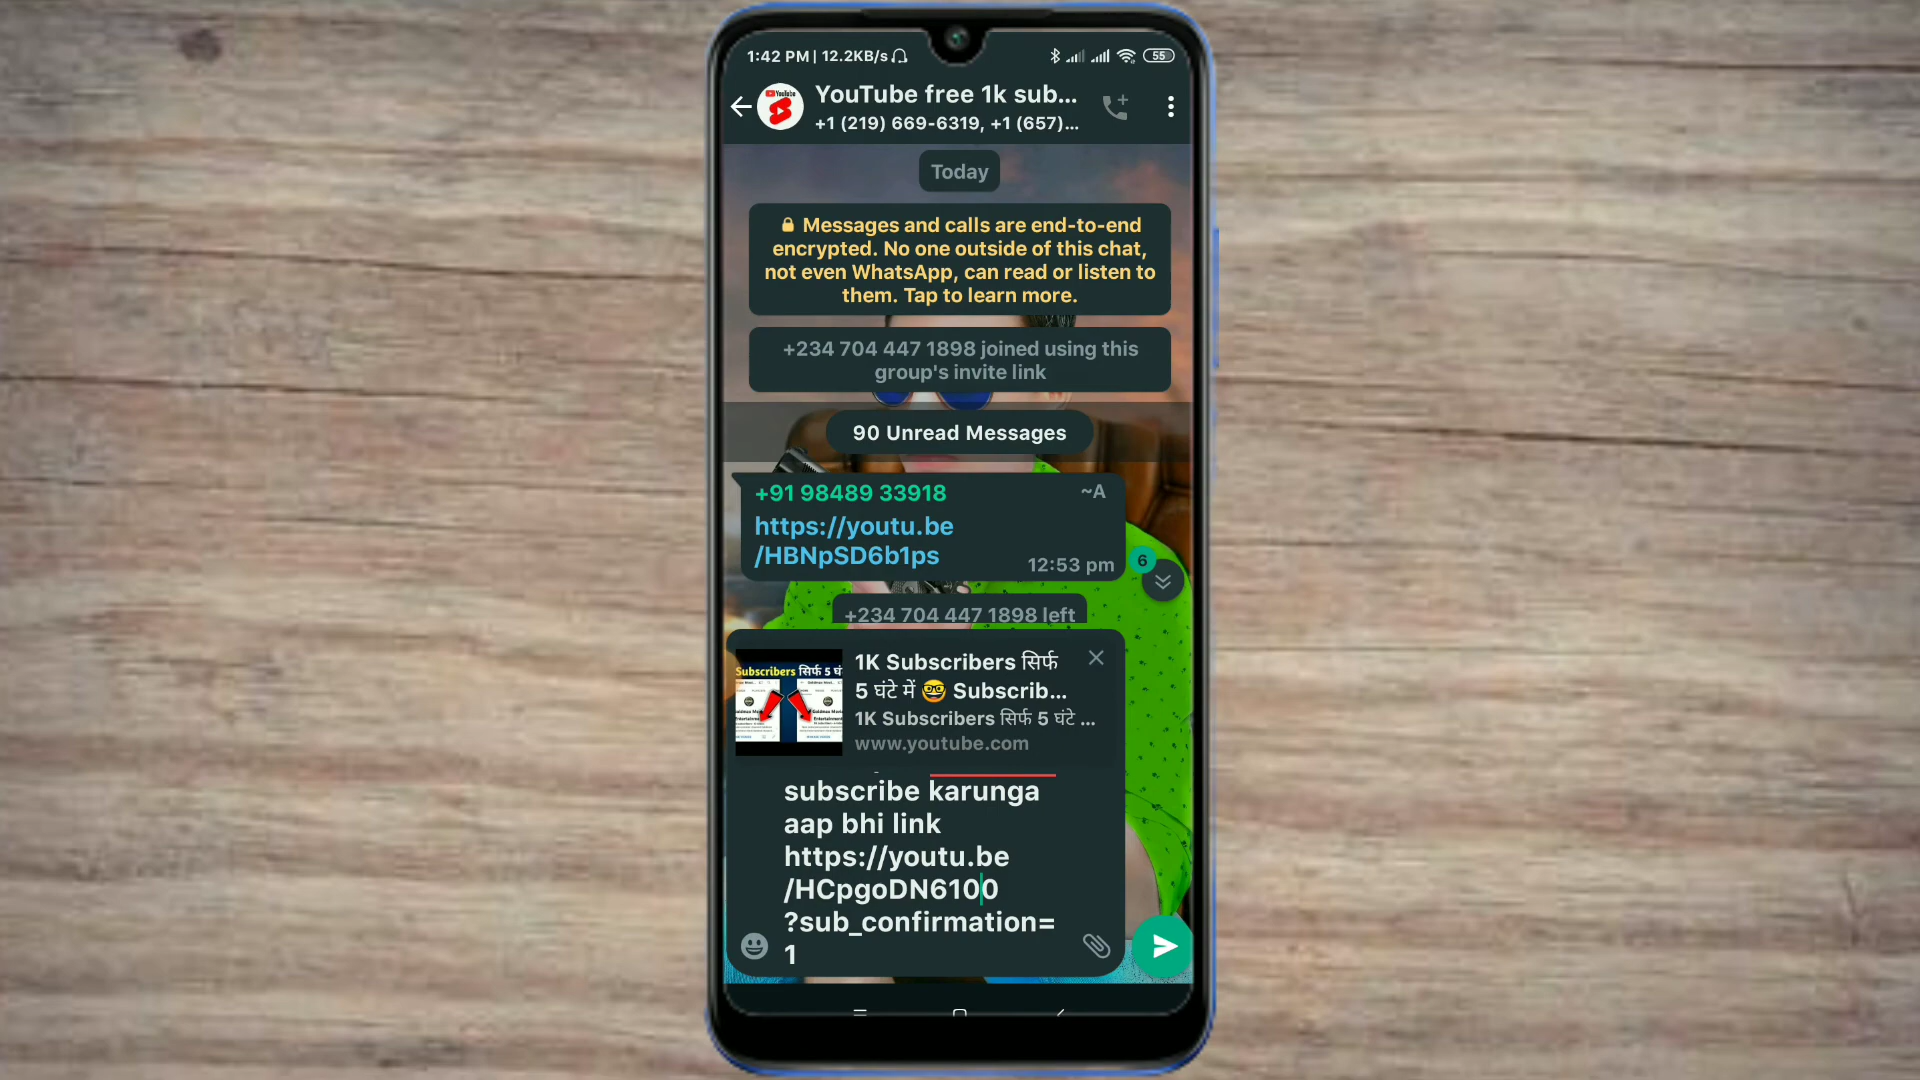 1:42 PM | 12.2KB/s
55
YouTube free 1k sub...
+1 (219) 669-6319, +1 (657)...
Today
Messages and calls are end-to-end
encrypted. No one outside of this chat,
not even WhatsApp, can read or listen to
them. Tap to learn more.
+234 704 447 1898 joined using this
group's invite link
90 Unread Messages
+91 98489 33918 ~A
https://youtu.be
/HBNpSD6b1ps
12:53 pm
6
+234 704 447 1898 left
Subscribers सिर्फ 5 घं
1K Subscribers सिर्फ
5 घंटे में 🤓 Subscrib...
1K Subscribers सिर्फ 5 घंटे ...
www.youtube.com
subscribe karunga
aap bhi link
https://youtu.be
/HCpgoDN6100
?sub_confirmation=
1